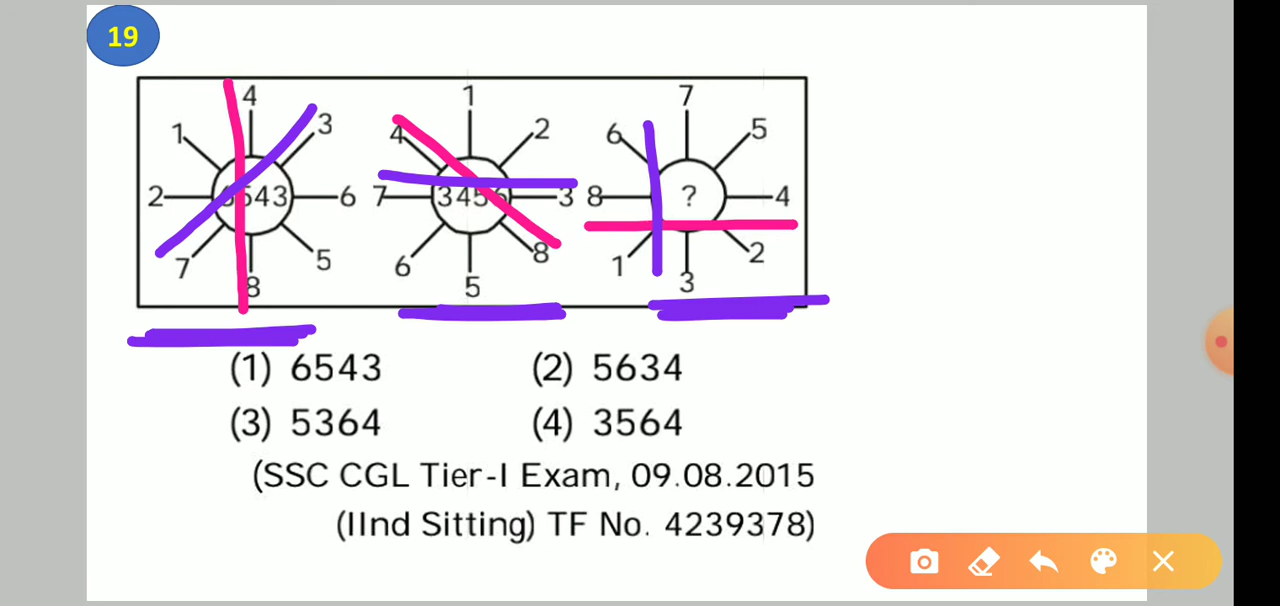 19
4 1 7
1 3 4 2 6 5
2 6543 6 7 3456 3 8 ? 4
7 5 6 8 1 2
8 5 3
(1) 6543 (2) 5634
(3) 5364 (4) 3564
(SSC CGL Tier-I Exam, 09.08.2015
(IInd Sitting) TF No. 4239378)